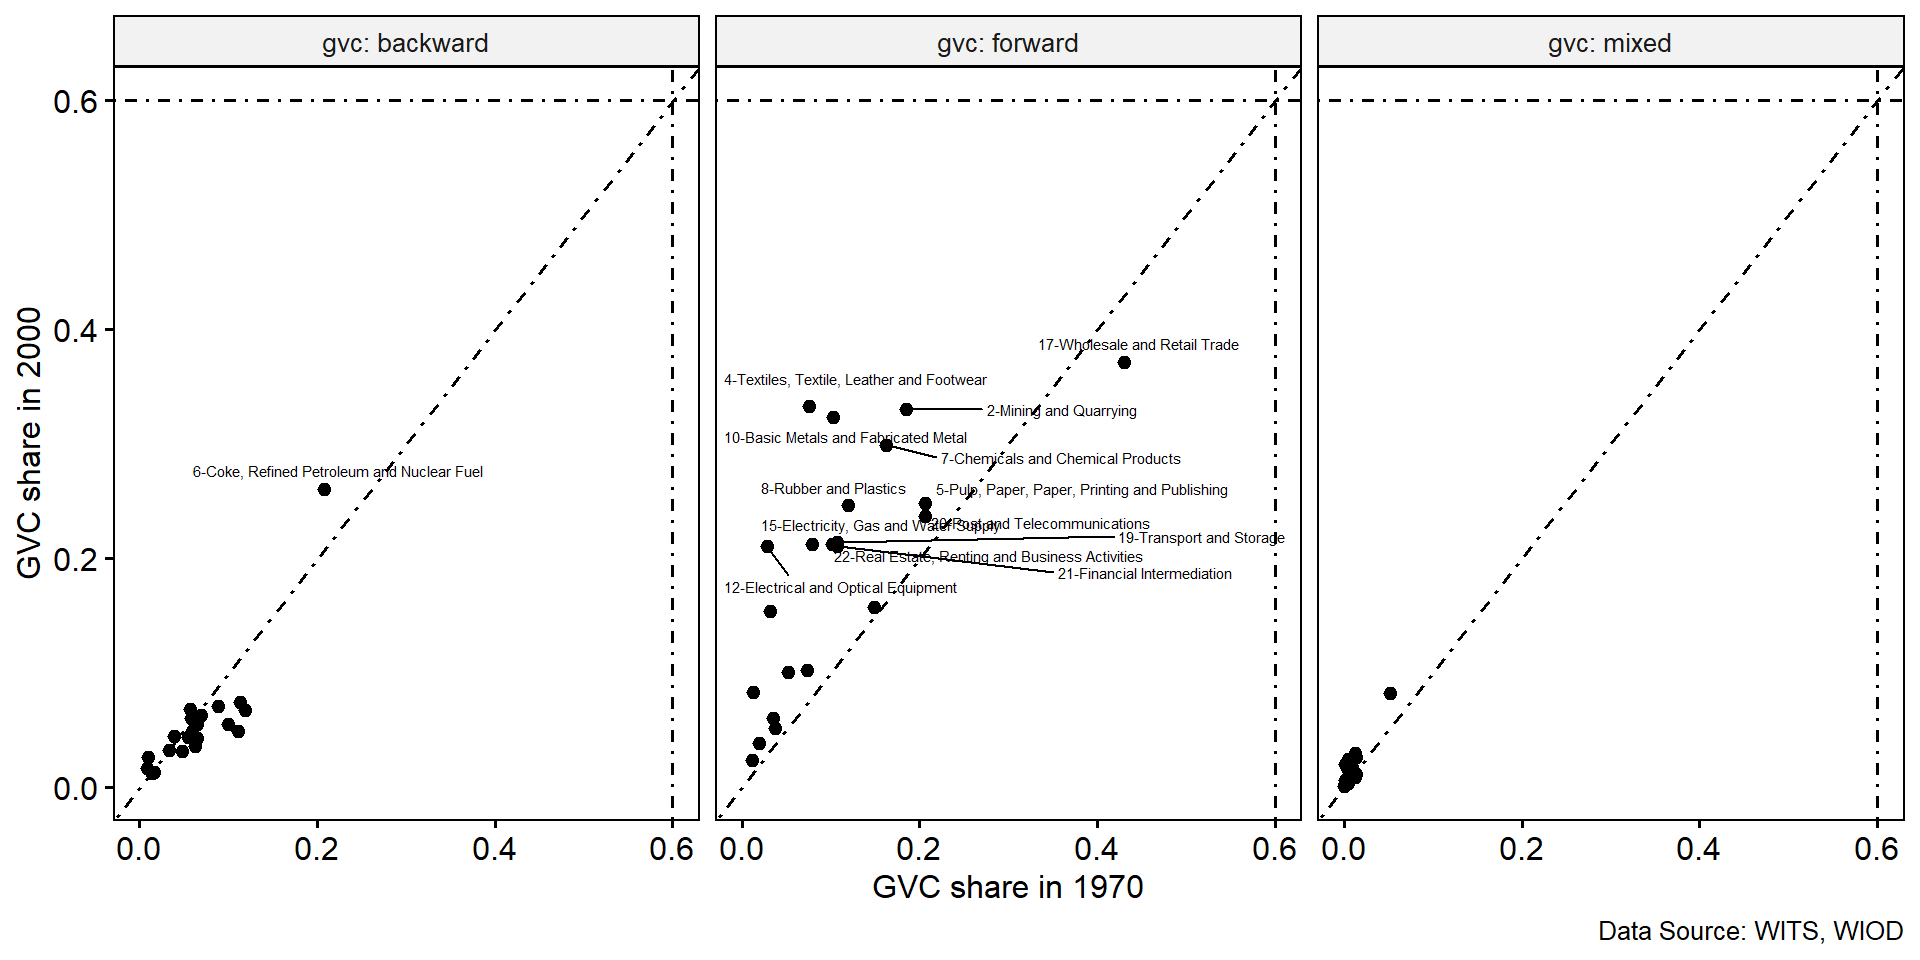 gvc: backward
gvc: forward
gvc: mixed
GVC share in 2000
0.6
0.4
0.2
0.0
6-Coke, Refined Petroleum and Nuclear Fuel
17-Wholesale and Retail Trade
4-Textiles, Textile, Leather and Footwear
2-Mining and Quarrying
10-Basic Metals and Fabricated Metal
7-Chemicals and Chemical Products
8-Rubber and Plastics
5-Pulp, Paper, Paper, Printing and Publishing
20-Post and Telecommunications
15-Electricity, Gas and Water Supply
19-Transport and Storage
22-Real Estate, Renting and Business Activities
21-Financial Intermediation
12-Electrical and Optical Equipment
0.0 0.2 0.4 0.6
0.0 0.2 0.4 0.6
0.0 0.2 0.4 0.6
GVC share in 1970
Data Source: WITS, WIOD